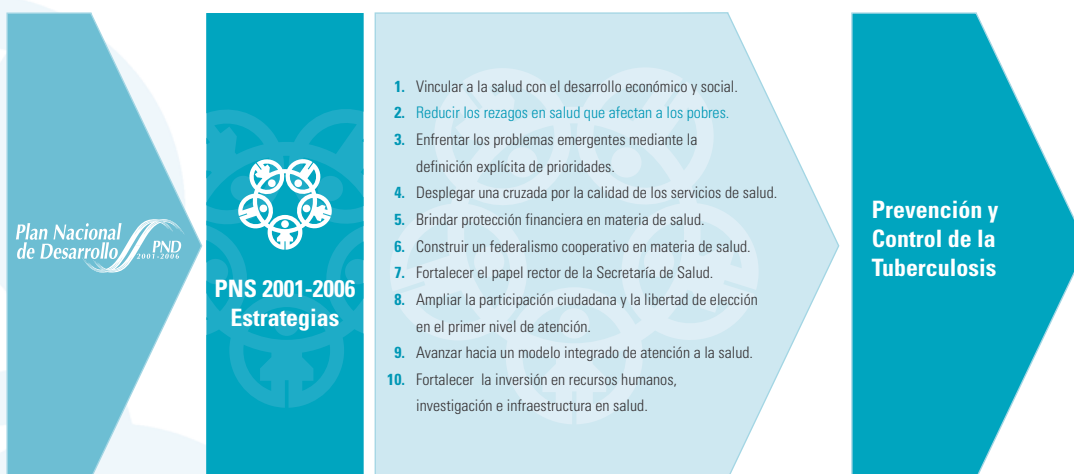 Plan Nacional
de Desarrollo
PND
2001-2006
PNS 2001-2006
Estrategias
1. Vincular a la salud con el desarrollo económico y social.
2. Reducir los rezagos en salud que afectan a los pobres.
3. Enfrentar los problemas emergentes mediante la
definición explícita de prioridades.
4. Desplegar una cruzada por la calidad de los servicios de salud.
5. Brindar protección financiera en materia de salud.
6. Construir un federalismo cooperativo en materia de salud.
7. Fortalecer el papel rector de la Secretaría de Salud.
8. Ampliar la participación ciudadana y la libertad de elección
en el primer nivel de atención.
9. Avanzar hacia un modelo integrado de atención a la salud.
10. Fortalecer la inversión en recursos humanos,
investigación e infraestructura en salud.
Prevención y
Control de la
Tuberculosis